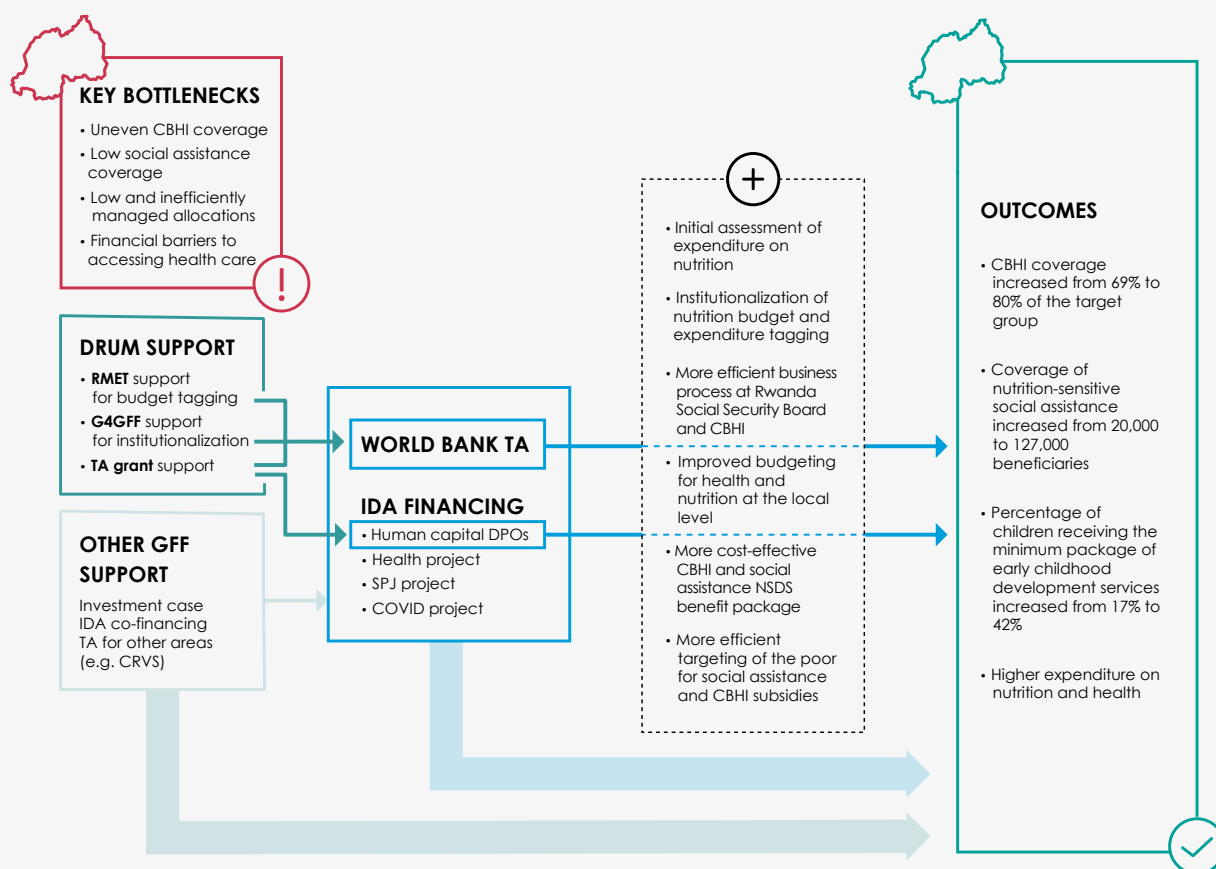 KEY BOTTLENECKS
• Uneven CBHI coverage
• Low social assistance
coverage
• Low and inefficiently
managed allocations
• Financial barriers to
accessing health care
!
DRUM SUPPORT
• RMET support
for budget tagging
• G4GFF support
for institutionalization
• TA grant support
OTHER GFF
SUPPORT
Investment case
IDA co-financing
TA for other areas
(e.g. CRVS)
WORLD BANK TA
IDA FINANCING
• Human capital DPOs
• Health project
• SPJ project
• COVID project
+
• Initial assessment of
expenditure on
nutrition
• Institutionalization of
nutrition budget and
expenditure tagging
• More efficient business
process at Rwanda
Social Security Board
and CBHI
• Improved budgeting
for health and
nutrition at the local
level
• More cost-effective
CBHI and social
assistance NSDS
benefit package
• More efficient
targeting of the poor
for social assistance
and CBHI subsidies
OUTCOMES
• CBHI coverage
increased from 69% to
80% of the target
group
• Coverage of
nutrition-sensitive
social assistance
increased from 20,000
to 127,000
beneficiaries
• Percentage of
children receiving the
minimum package of
early childhood
development services
increased from 17% to
42%
• Higher expenditure on
nutrition and health